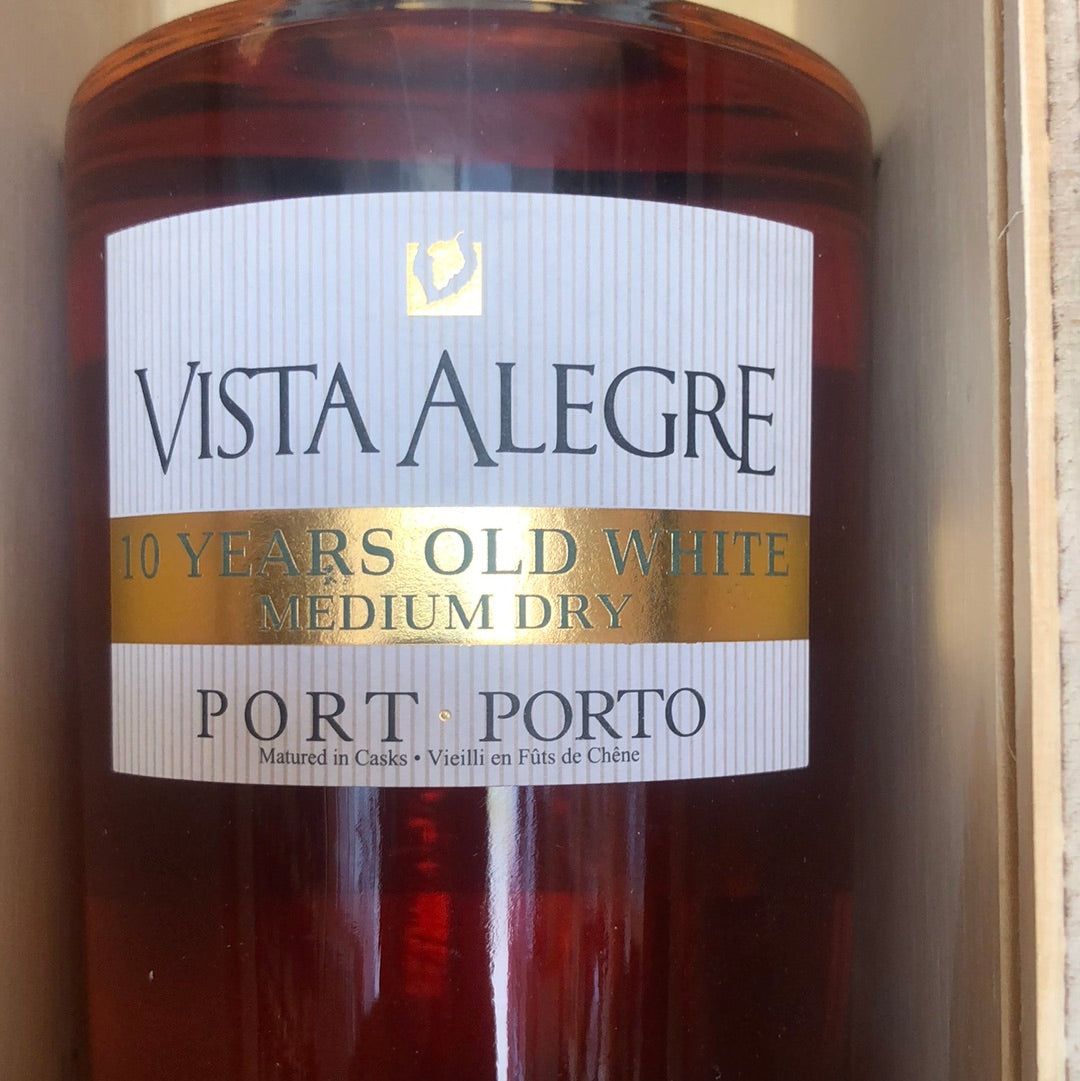 VISTA ALEGRE
10 YEARS OLD WHITE
MEDIUM DRY
PORT • PORTO
Matured in Casks • Vieilli en Fûts de Chêne